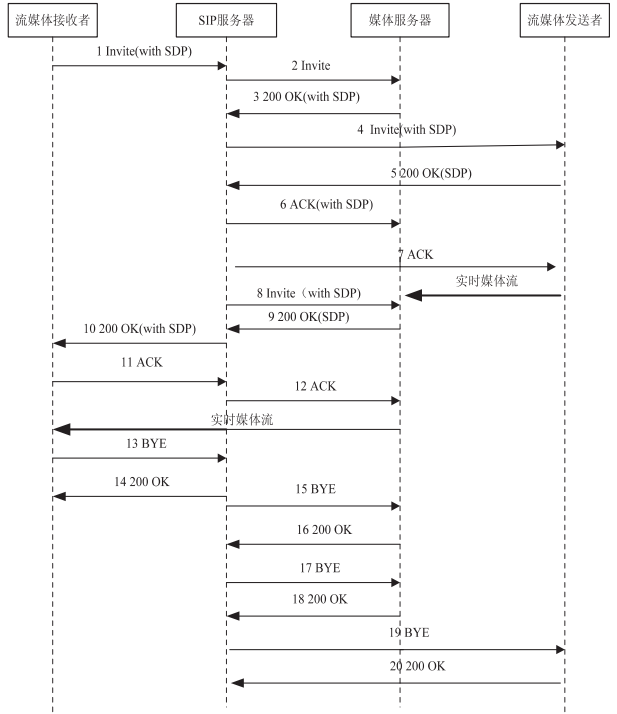 流媒体接收者
SIP服务器
媒体服务器
流媒体发送者
1 Invite(with SDP)
2 Invite
3 200 OK(with SDP)
4 Invite(with SDP)
5 200 OK(SDP)
6 ACK(with SDP)
7 ACK
实时媒体流
8 Invite（with SDP)
9 200 OK(SDP)
10 200 OK(with SDP)
11 ACK
12 ACK
实时媒体流
13 BYE
14 200 OK
15 BYE
16 200 OK
17 BYE
18 200 OK
19 BYE
20 200 OK